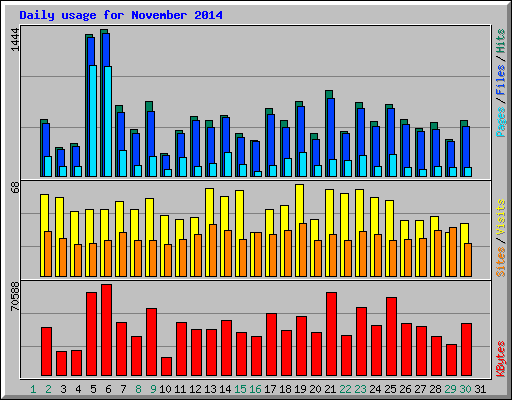 Daily usage for November 2014
1444
68
70588
Pages / Files / Hits
Sites / Visits
KBytes
1 2 3 4 5 6 7 8 9 10 11 12 13 14 15 16 17 18 19 20 21 22 23 24 25 26 27 28 29 30 31